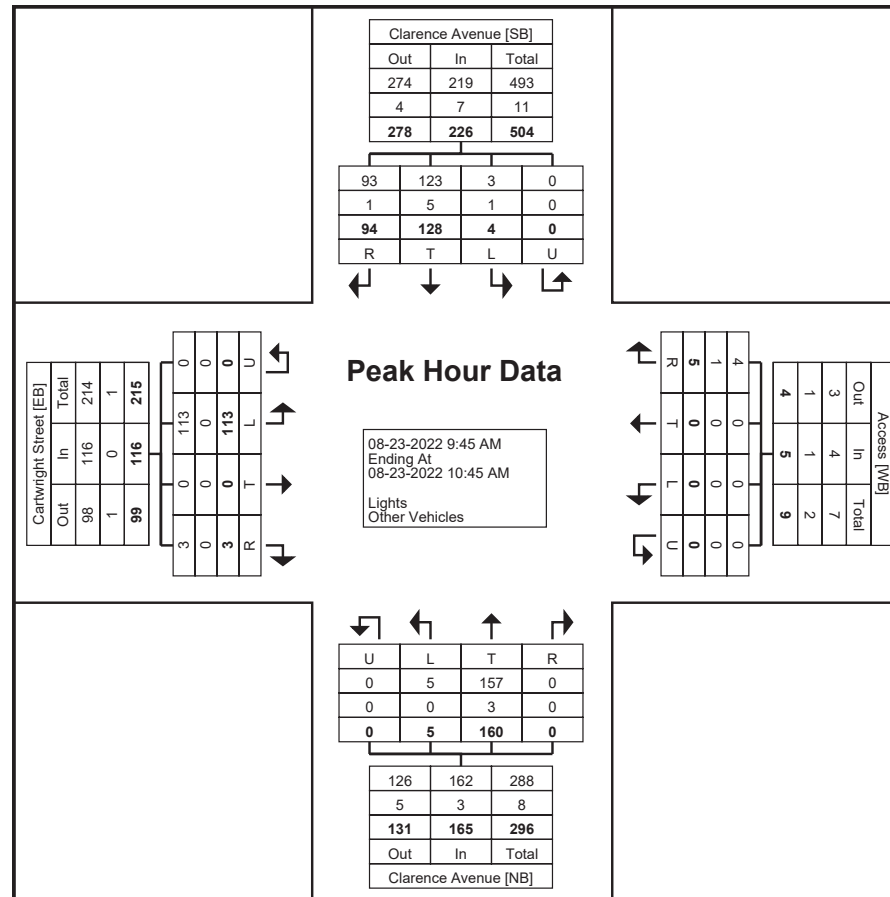 Clarence Avenue [SB]
Out In Total
274 219 493
4 7 11
278 226 504
93 123 3 0
1 5 1 0
94 128 4 0
R T L U
Cartwright Street [EB]
Total In Out
214 116 98
1 0 1
215 116 99
0 113 0 3
0 0 0 0
0 113 0 3
U L T R
Peak Hour Data
08-23-2022 9:45 AM
Ending At
08-23-2022 10:45 AM
Lights
Other Vehicles
R T L U
5 0 0 0
1 0 0 0
4 0 0 0
4 5 9
1 1 2
3 4 7
Out In Total
Access [WB]
U L T R
0 5 157 0
0 0 3 0
0 5 160 0
126 162 288
5 3 8
131 165 296
Out In Total
Clarence Avenue [NB]